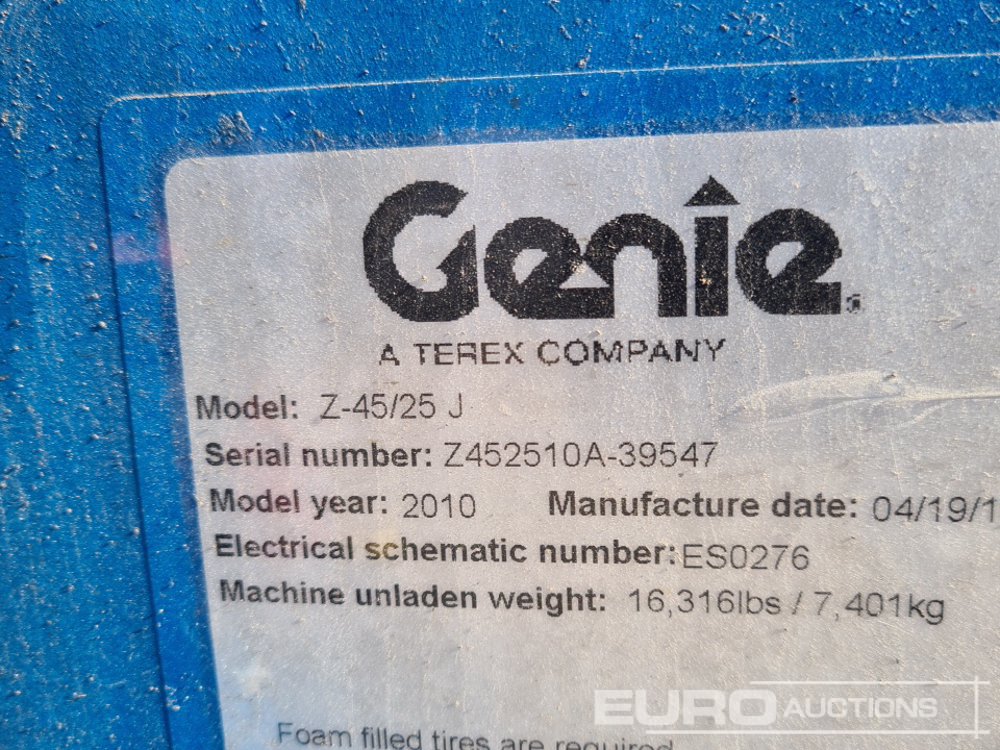 Genie
A TEREX COMPANY
Model: Z-45/25 J
Serial number: Z452510A-39547
Model year: 2010 Manufacture date: 04/19/1
Electrical schematic number: ES0276
Machine unladen weight: 16,316lbs / 7,401kg
Foam filled tires are required
EURO AUCTIONS